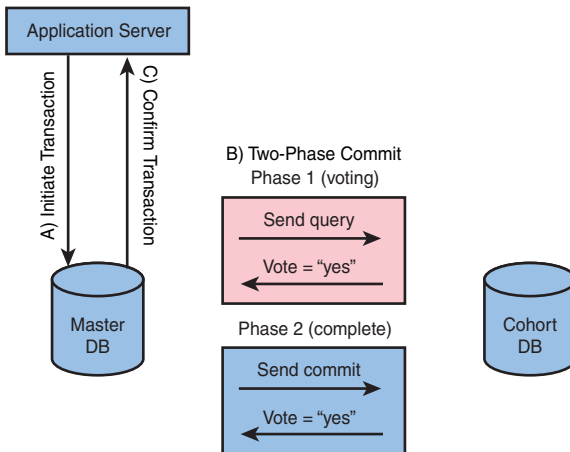 Application Server
A) Initiate Transaction
C) Confirm Transaction
B) Two-Phase Commit
Phase 1 (voting)
Send query
Vote = “yes”
Master
DB
Cohort
DB
Phase 2 (complete)
Send commit
Vote = “yes”